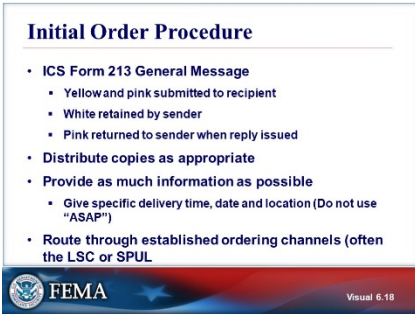 Initial Order Procedure
• ICS Form 213 General Message
▪ Yellow and pink submitted to recipient
▪ White retained by sender
▪ Pink returned to sender when reply issued
• Distribute copies as appropriate
• Provide as much information as possible
▪ Give specific delivery time, date and location (Do not use
"ASAP")
• Route through established ordering channels (often
the LSC or SPUL
FEMA
Visual 6.18